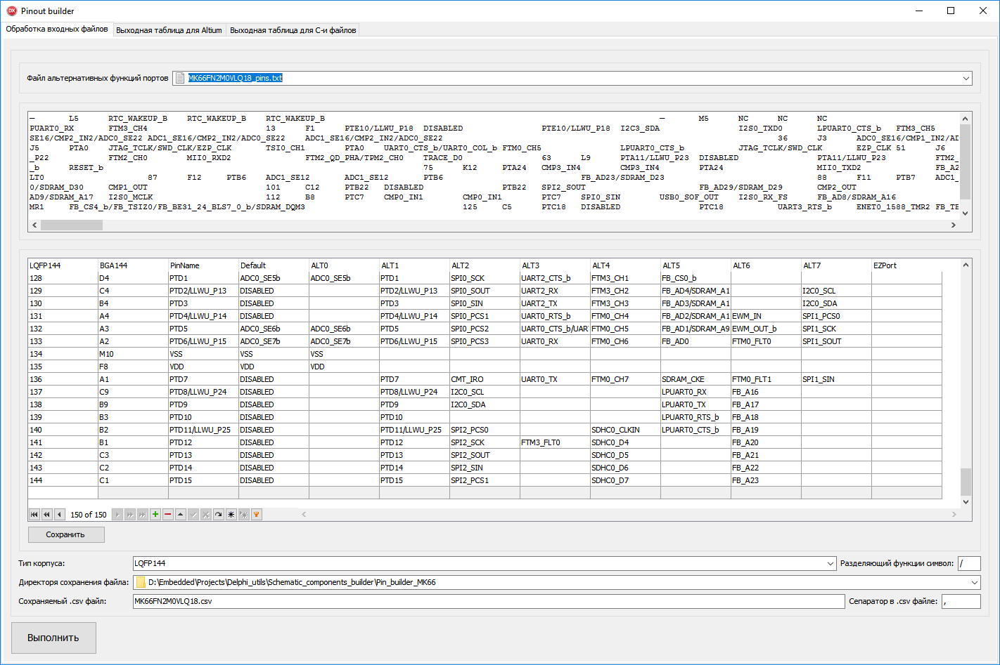 Pinout builder
Обработка входных файлов Выходная таблица для Altium Выходная таблица для С-и файлов
Файл альтернативных функций портов MK66FN2M0VLQ18_pins.txt
— L5 RTC_WAKEUP_B RTC_WAKEUP_B RTC_WAKEUP_B — M5 NC NC NC
PUART0_RX FTM3_CH4 13 F1 PTE10/LLWU_P18 DISABLED PTE10/LLWU_P18 I2C3_SDA I2S0_TXD0 LPUART0_CTS_b FTM3_CH5
SE16/CMP2_IN2/ADC0_SE22 ADC1_SE16/CMP2_IN2/ADC0_SE22 ADC1_SE16/CMP2_IN2/ADC0_SE22 36 J3 ADC0_SE16/CMP1_IN2/AD
J5 PTA0 JTAG_TCLK/SWD_CLK/EZP_CLK TSI0_CH1 PTA0 UART0_CTS_b/UART0_COL_b FTM0_CH5 LPUART0_CTS_b JTAG_TCLK/SWD_CLK EZP_CLK 51 J6
_P22 FTM2_CH0 MII0_RXD2 FTM2_QD_PHA/TPM2_CH0 TRACE_D0 63 L9 PTA11/LLWU_P23 DISABLED PTA11/LLWU_P23 FTM2_
_b RESET_b 75 K12 PTA24 CMP3_IN4 CMP3_IN4 PTA24 MII0_TXD2 FB_A2
LT0 87 F12 PTB6 ADC1_SE12 ADC1_SE12 PTB6 FB_AD23/SDRAM_D23 88 F11 PTB7 ADC1_
0/SDRAM_D30 CMP1_OUT 101 C12 PTB22 DISABLED PTB22 SPI2_SOUT FB_AD29/SDRAM_D29 CMP2_OUT
AD9/SDRAM_A17 I2S0_MCLK 112 B8 PTC7 CMP0_IN1 CMP0_IN1 PTC7 SPI0_SIN USB0_SOF_OUT I2S0_RX_FS FB_AD8/SDRAM_A16
MR1 FB_CS4_b/FB_TSIZ0/FB_BE31_24_BLS7_0_b/SDRAM_DQM3 125 C5 PTC18 DISABLED PTC18 UART3_RTS_b ENET0_1588_TMR2 FB_TE
LQFP144 BGA144 PinName Default ALT0 ALT1 ALT2 ALT3 ALT4 ALT5 ALT6 ALT7 EZPort
128 D4 PTD1 ADC0_SE5b ADC0_SE5b PTD1 SPI0_SCK UART2_CTS_b FTM3_CH1 FB_CS0_b
129 C4 PTD2/LLWU_P13 DISABLED PTD2/LLWU_P13 SPI0_SOUT UART2_RX FTM3_CH2 FB_AD4/SDRAM_A1 I2C0_SCL
130 B4 PTD3 DISABLED PTD3 SPI0_SIN UART2_TX FTM3_CH3 FB_AD3/SDRAM_A1 I2C0_SDA
131 A4 PTD4/LLWU_P14 DISABLED PTD4/LLWU_P14 SPI0_PCS1 UART0_RTS_b FTM0_CH4 FB_AD2/SDRAM_A1 EWM_IN SPI1_PCS0
132 A3 PTD5 ADC0_SE6b ADC0_SE6b PTD5 SPI0_PCS2 UART0_CTS_b/UAR FTM0_CH5 FB_AD1/SDRAM_A9 EWM_OUT_b SPI1_SCK
133 A2 PTD6/LLWU_P15 ADC0_SE7b ADC0_SE7b PTD6/LLWU_P15 SPI0_PCS3 UART0_RX FTM0_CH6 FB_AD0 FTM0_FLT0 SPI1_SOUT
134 M10 VSS VSS VSS
135 F8 VDD VDD VDD
136 A1 PTD7 DISABLED PTD7 CMT_IRO UART0_TX FTM0_CH7 SDRAM_CKE FTM0_FLT1 SPI1_SIN
137 C9 PTD8/LLWU_P24 DISABLED PTD8/LLWU_P24 I2C0_SCL LPUART0_RX FB_A16
138 B9 PTD9 DISABLED PTD9 I2C0_SDA LPUART0_TX FB_A17
139 B3 PTD10 DISABLED PTD10 LPUART0_RTS_b FB_A18
140 B2 PTD11/LLWU_P25 DISABLED PTD11/LLWU_P25 SPI2_PCS0 SDHC0_CLKIN LPUART0_CTS_b FB_A19
141 B1 PTD12 DISABLED PTD12 SPI2_SCK FTM3_FLT0 SDHC0_D4 FB_A20
142 C3 PTD13 DISABLED PTD13 SPI2_SOUT SDHC0_D5 FB_A21
143 C2 PTD14 DISABLED PTD14 SPI2_SIN SDHC0_D6 FB_A22
144 C1 PTD15 DISABLED PTD15 SPI2_PCS1 SDHC0_D7 FB_A23
150 of 150
Сохранить
Тип корпуса: LQFP144 Разделяющий функции символ: /
Директоря сохранения файла: D:\Embedded\Projects\Delphi_utils\Schematic_components_builder\Pin_builder_MK66
Сохраняемый .csv файл: MK66FN2M0VLQ18.csv Сепаратор в .csv файле: ,
Выполнить